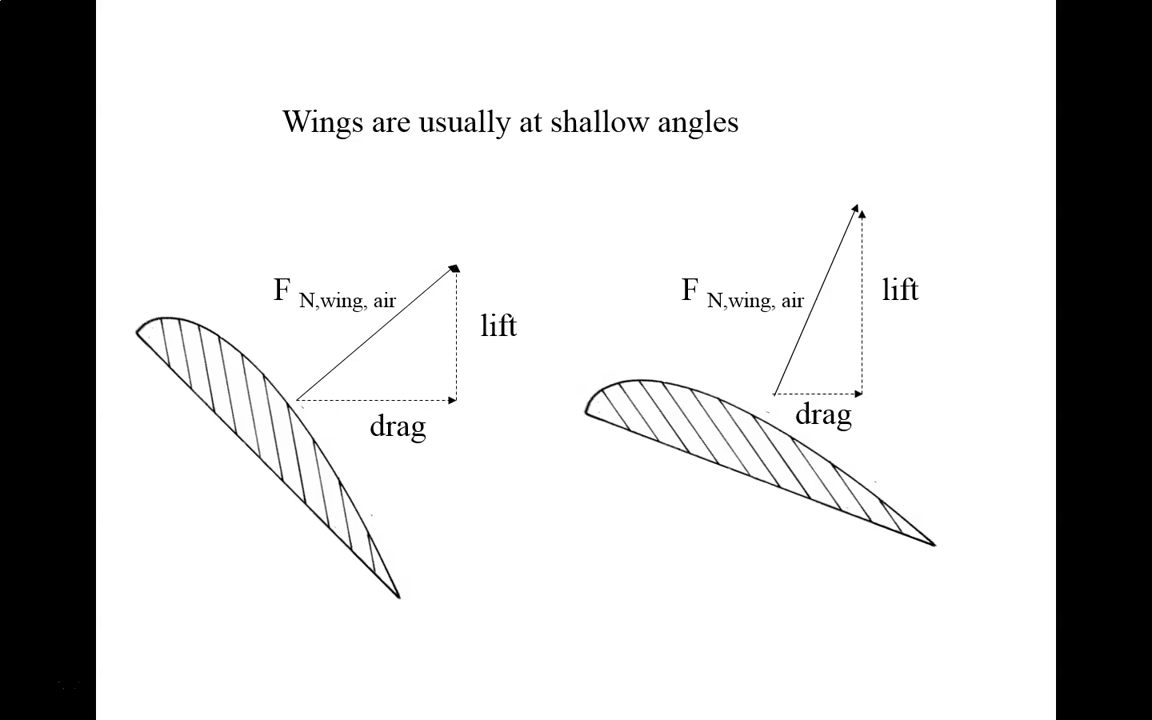 Wings are usually at shallow angles
F N,wing, air
lift
drag
F N,wing, air
lift
drag